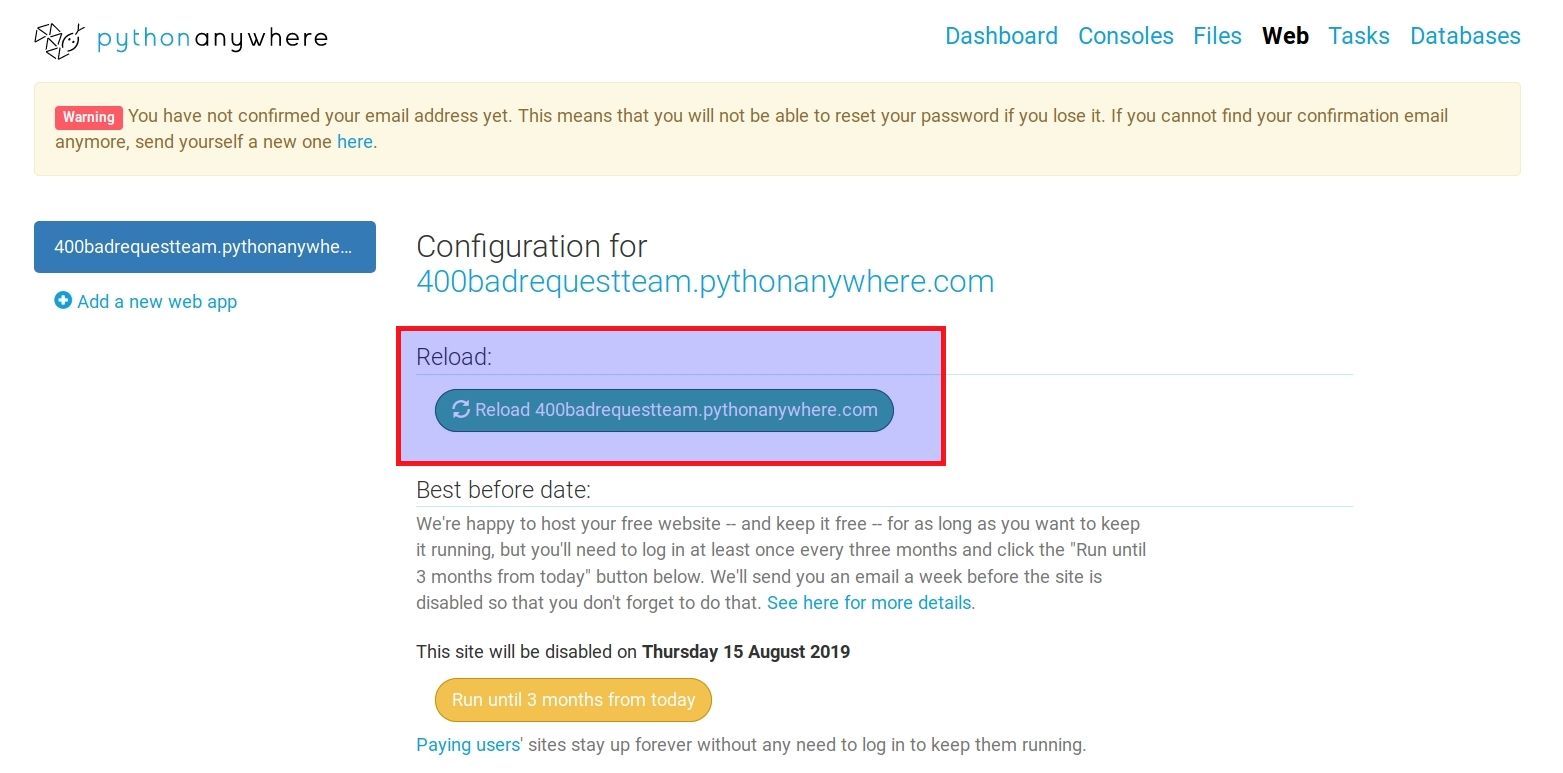 pythonanywhere
Dashboard Consoles Files Web Tasks Databases
Warning You have not confirmed your email address yet. This means that you will not be able to reset your password if you lose it. If you cannot find your confirmation email
anymore, send yourself a new one here.
400badrequestteam.pythonanywhe...
Add a new web app
Configuration for
400badrequestteam.pythonanywhere.com
Reload:
Reload 400badrequestteam.pythonanywhere.com
Best before date:
We're happy to host your free website -- and keep it free -- for as long as you want to keep
it running, but you'll need to log in at least once every three months and click the "Run until
3 months from today" button below. We'll send you an email a week before the site is
disabled so that you don't forget to do that. See here for more details.
This site will be disabled on Thursday 15 August 2019
Run until 3 months from today
Paying users' sites stay up forever without any need to log in to keep them running.